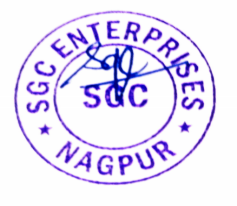 SGC ENTERPRISES
SGC
★ NAGPUR ★